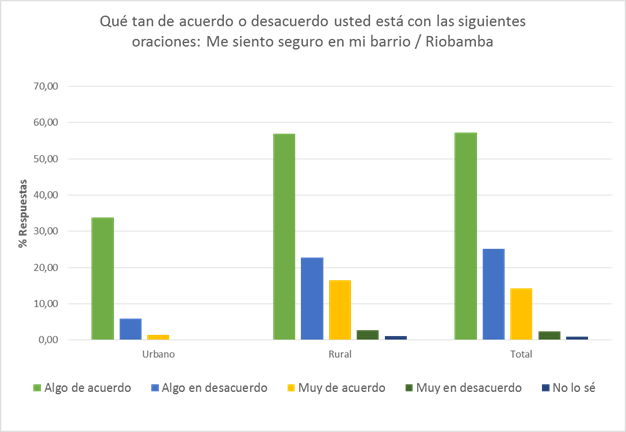 Qué tan de acuerdo o desacuerdo usted está con las siguientes
oraciones: Me siento seguro en mi barrio / Riobamba
70,00
60,00
50,00
40,00
30,00
20,00
10,00
0,00
% Respuestas
Urbano Rural Total
Algo de acuerdo Algo en desacuerdo Muy de acuerdo Muy en desacuerdo No lo sé